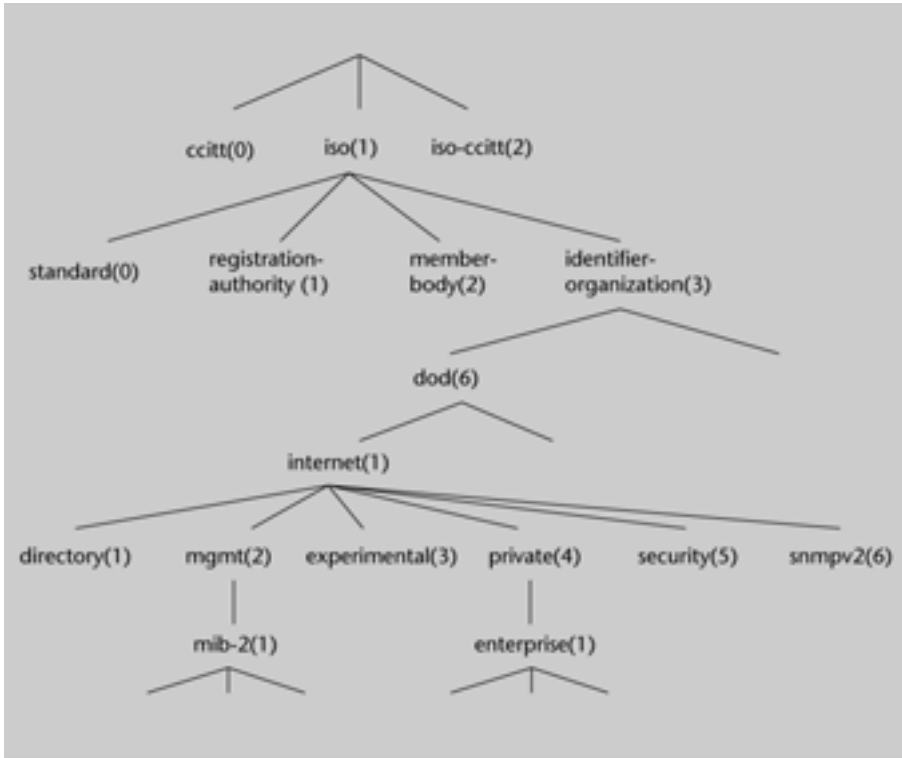 ccitt(0) iso(1) iso-ccitt(2)
standard(0)
registration-
authority (1)
member-
body(2)
identifier-
organization(3)
dod(6)
internet(1)
directory(1) mgmt(2) experimental(3) private(4) security(5) snmpv2(6)
mib-2(1) enterprise(1)